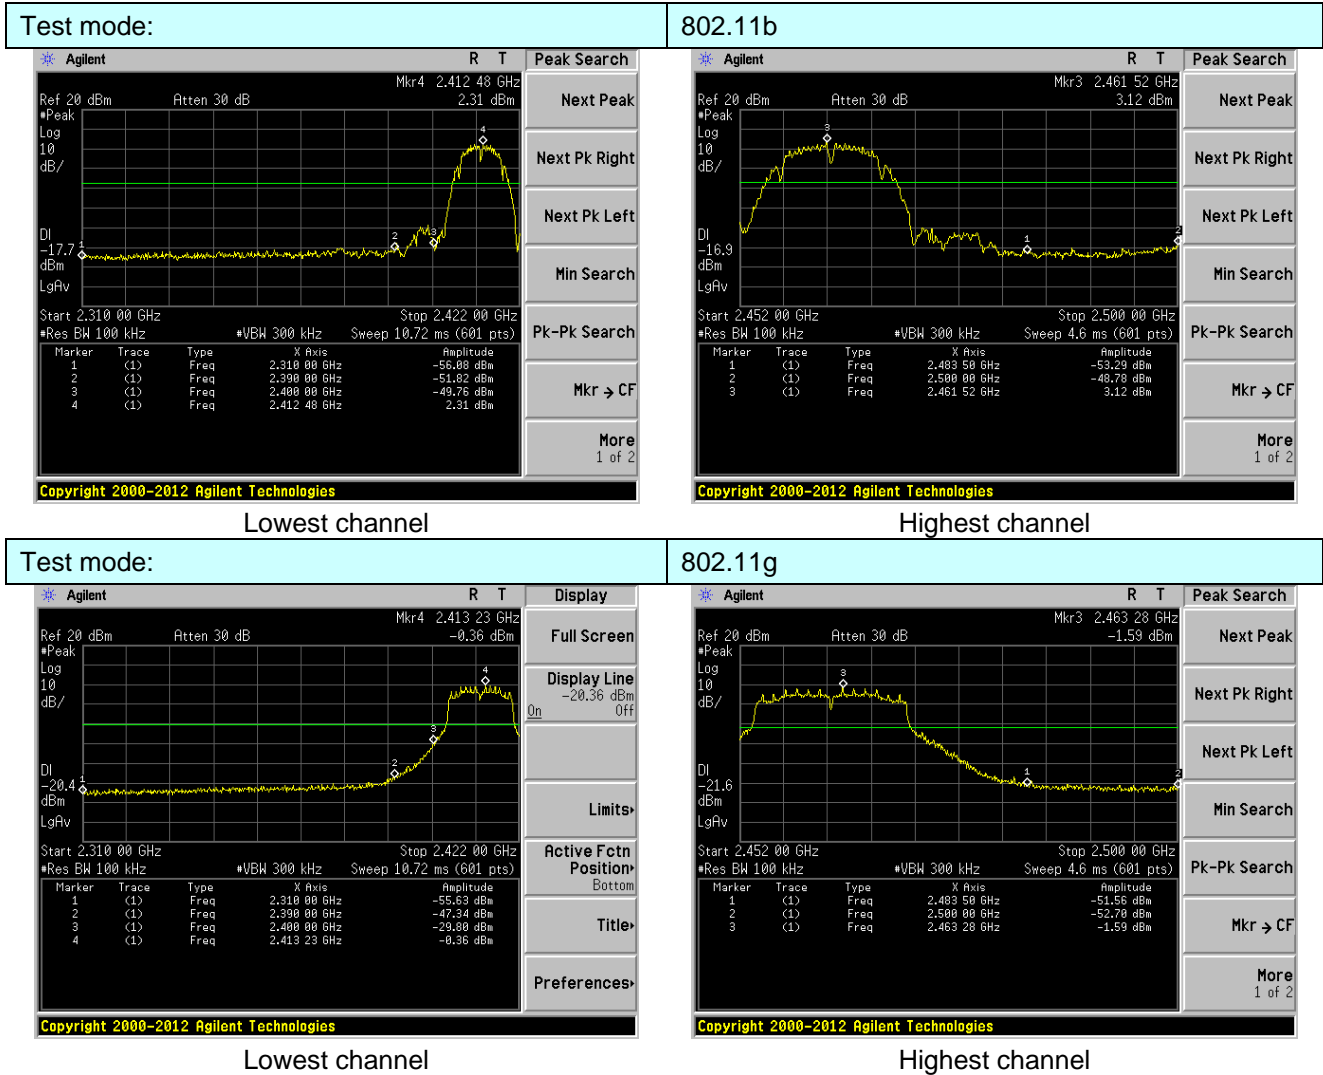 Test mode: 802.11b
Agilent R T Peak Search
Mkr4 2.412 48 GHz
Ref 20 dBm Atten 30 dB 2.31 dBm
#Peak
Log
10
dB/
DI
-17.7
dBm
LgAv
1
2
3
4
Start 2.310 00 GHz Stop 2.422 00 GHz
#Res BW 100 kHz #VBW 300 kHz Sweep 10.72 ms (601 pts)
Marker Trace Type X Axis Amplitude
1 (1) Freq 2.310 00 GHz -56.08 dBm
2 (1) Freq 2.390 00 GHz -51.82 dBm
3 (1) Freq 2.400 00 GHz -49.76 dBm
4 (1) Freq 2.412 48 GHz 2.31 dBm
Next Peak
Next Pk Right
Next Pk Left
Min Search
Pk-Pk Search
Mkr → CF
More
1 of 2
Copyright 2000-2012 Agilent Technologies
Lowest channel
Agilent R T Peak Search
Mkr3 2.461 52 GHz
Ref 20 dBm Atten 30 dB 3.12 dBm
#Peak
Log
10
dB/
DI
-16.9
dBm
LgAv
3
1
2
Start 2.452 00 GHz Stop 2.500 00 GHz
#Res BW 100 kHz #VBW 300 kHz Sweep 4.6 ms (601 pts)
Marker Trace Type X Axis Amplitude
1 (1) Freq 2.483 50 GHz -53.29 dBm
2 (1) Freq 2.500 00 GHz -48.78 dBm
3 (1) Freq 2.461 52 GHz 3.12 dBm
Next Peak
Next Pk Right
Next Pk Left
Min Search
Pk-Pk Search
Mkr → CF
More
1 of 2
Copyright 2000-2012 Agilent Technologies
Highest channel
Test mode: 802.11g
Agilent R T Display
Mkr4 2.413 23 GHz
Ref 20 dBm Atten 30 dB -0.36 dBm
#Peak
Log
10
dB/
DI
-20.4
dBm
LgAv
1
2
3
4
Start 2.310 00 GHz Stop 2.422 00 GHz
#Res BW 100 kHz #VBW 300 kHz Sweep 10.72 ms (601 pts)
Marker Trace Type X Axis Amplitude
1 (1) Freq 2.310 00 GHz -55.63 dBm
2 (1) Freq 2.390 00 GHz -47.34 dBm
3 (1) Freq 2.400 00 GHz -29.80 dBm
4 (1) Freq 2.413 23 GHz -0.36 dBm
Full Screen
Display Line
-20.36 dBm
On Off
Limits
Active Fctn
Position
Bottom
Title
Preferences
Copyright 2000-2012 Agilent Technologies
Lowest channel
Agilent R T Peak Search
Mkr3 2.463 28 GHz
Ref 20 dBm Atten 30 dB -1.59 dBm
#Peak
Log
10
dB/
DI
-21.6
dBm
LgAv
3
1
2
Start 2.452 00 GHz Stop 2.500 00 GHz
#Res BW 100 kHz #VBW 300 kHz Sweep 4.6 ms (601 pts)
Marker Trace Type X Axis Amplitude
1 (1) Freq 2.483 50 GHz -51.56 dBm
2 (1) Freq 2.500 00 GHz -52.70 dBm
3 (1) Freq 2.463 28 GHz -1.59 dBm
Next Peak
Next Pk Right
Next Pk Left
Min Search
Pk-Pk Search
Mkr → CF
More
1 of 2
Copyright 2000-2012 Agilent Technologies
Highest channel